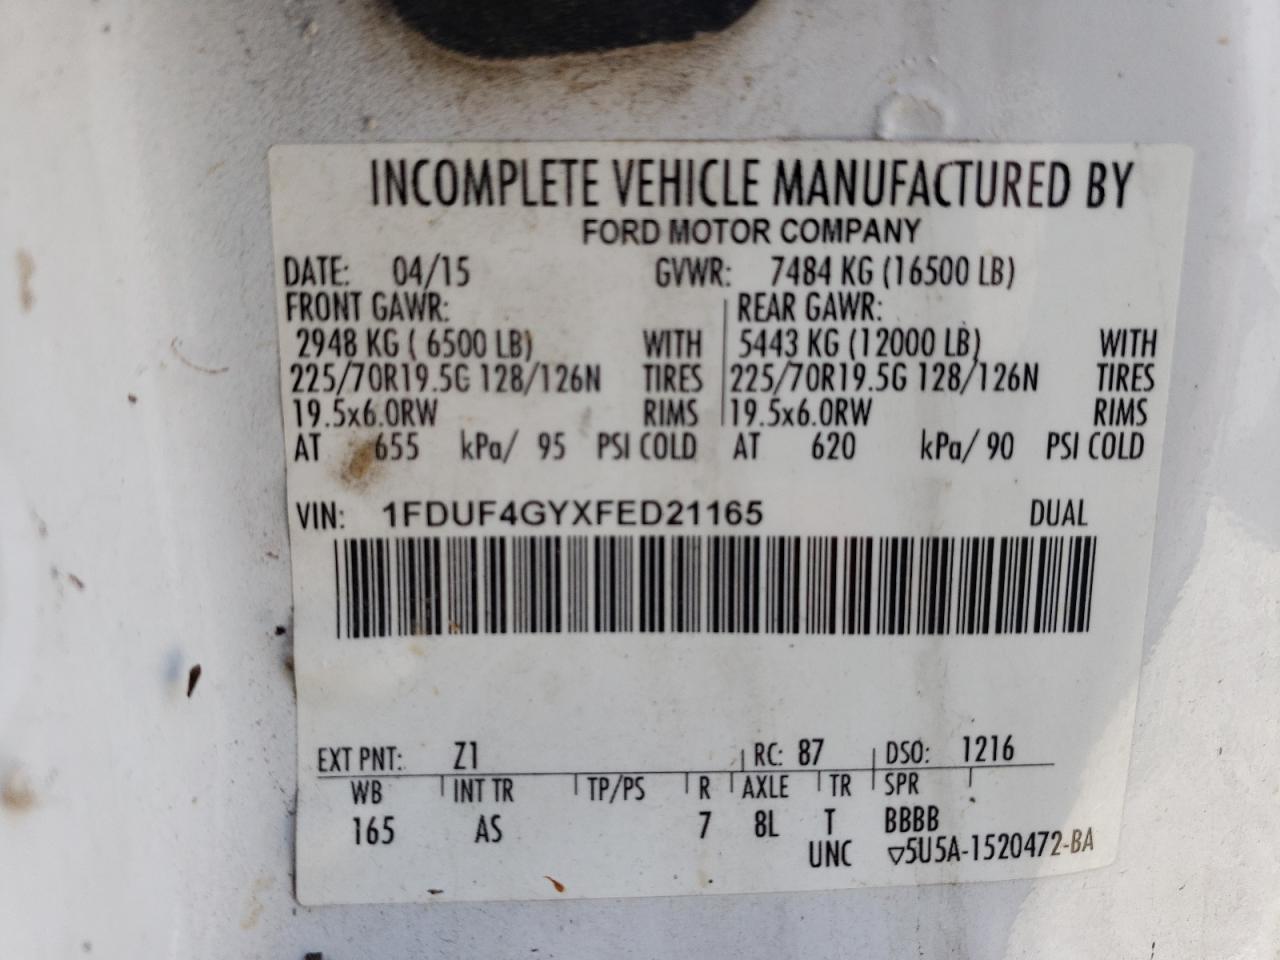 INCOMPLETE VEHICLE MANUFACTURED BY
FORD MOTOR COMPANY
DATE: 04/15 GVWR: 7484 KG (16500 LB)
FRONT GAWR: REAR GAWR:
2948 KG ( 6500 LB) WITH 5443 KG (12000 LB) WITH
225/70R19.5G 128/126N TIRES 225/70R19.5G 128/126N TIRES
19.5x6.0RW RIMS 19.5x6.0RW RIMS
AT 655 kPa/ 95 PSI COLD AT 620 kPa/ 90 PSI COLD
VIN: 1FDUF4GYXFED21165 DUAL
EXT PNT: Z1 RC: 87 DSO: 1216
WB INT TR TP/PS R AXLE TR SPR
165 AS 7 8L T BBBB
UNC ▽5U5A-1520472-BA